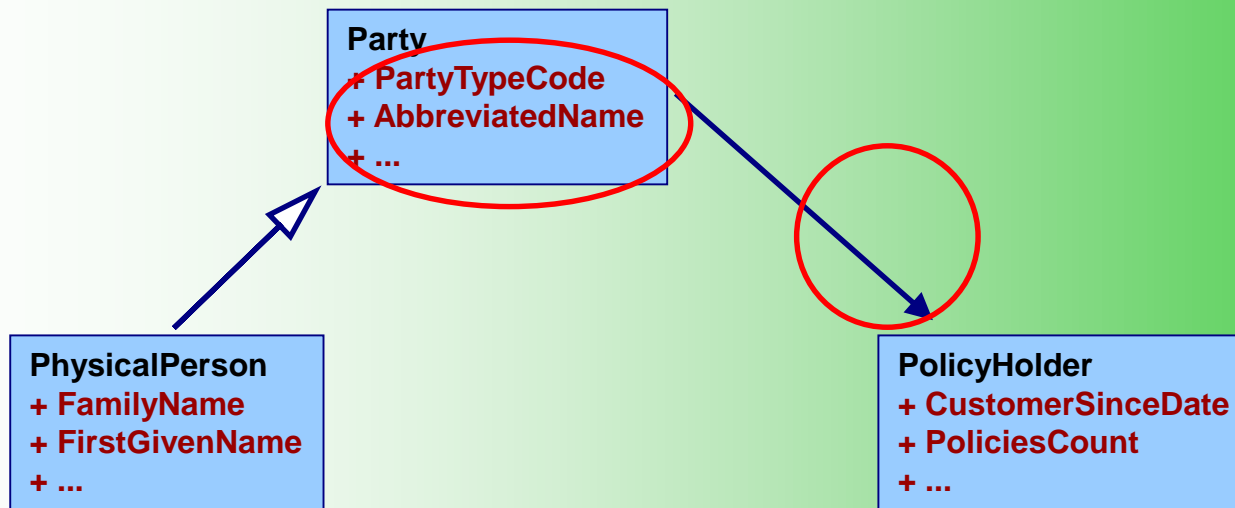 Party
+ PartyTypeCode
+ AbbreviatedName
+ ...
PhysicalPerson
+ FamilyName
+ FirstGivenName
+ ...
PolicyHolder
+ CustomerSinceDate
+ PoliciesCount
+ ...